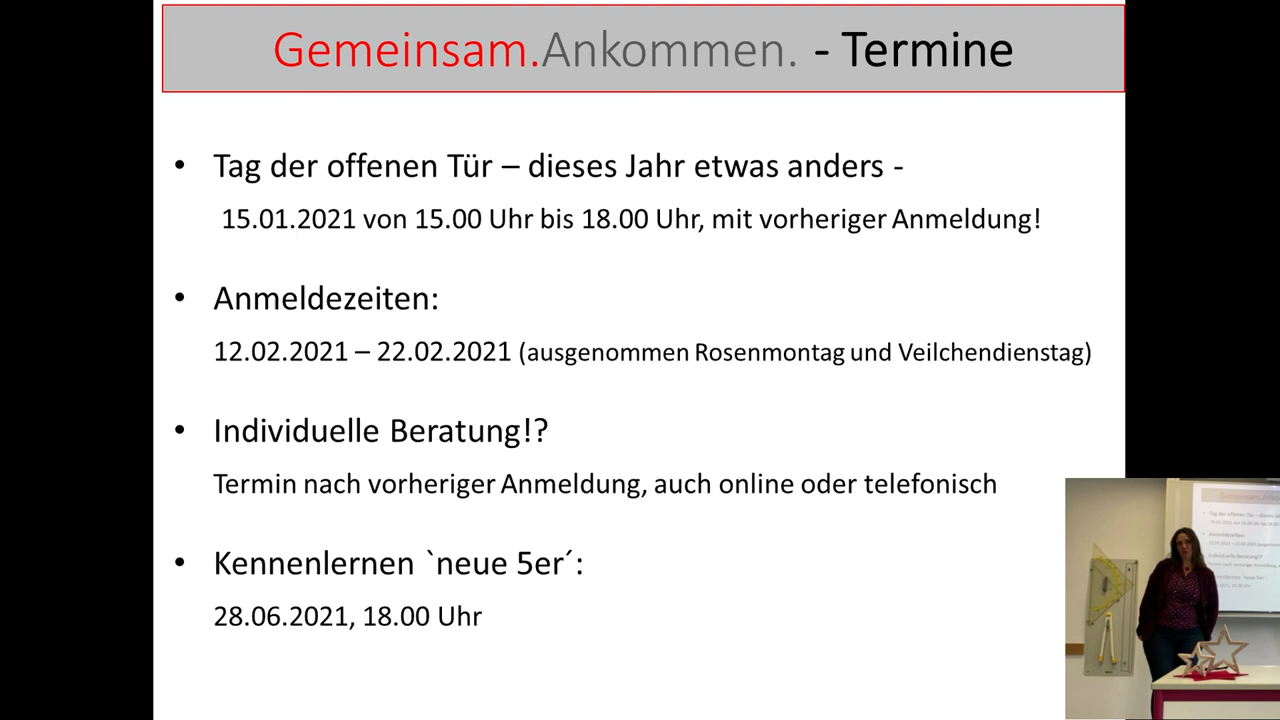 Gemeinsam.Ankommen. - Termine
• Tag der offenen Tür – dieses Jahr etwas anders -
15.01.2021 von 15.00 Uhr bis 18.00 Uhr, mit vorheriger Anmeldung!
• Anmeldezeiten:
12.02.2021 – 22.02.2021 (ausgenommen Rosenmontag und Veilchendienstag)
• Individuelle Beratung!?
Termin nach vorheriger Anmeldung, auch online oder telefonisch
• Kennenlernen `neue 5er´:
28.06.2021, 18.00 Uhr